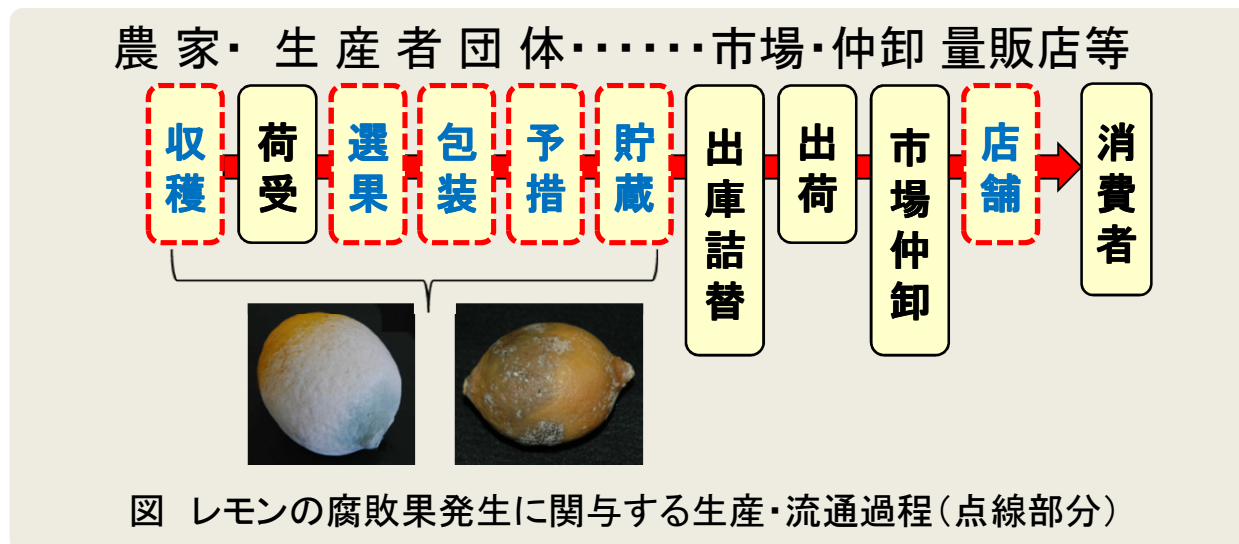 農 家・ 生 産 者 団 体・・・・・・市場・仲卸 量販店等
収穫
荷受
選果
包装
予措
貯蔵
出庫詰替
出荷
市場仲卸
店舗
消費者
図 レモンの腐敗果発生に関与する生産・流通過程(点線部分)